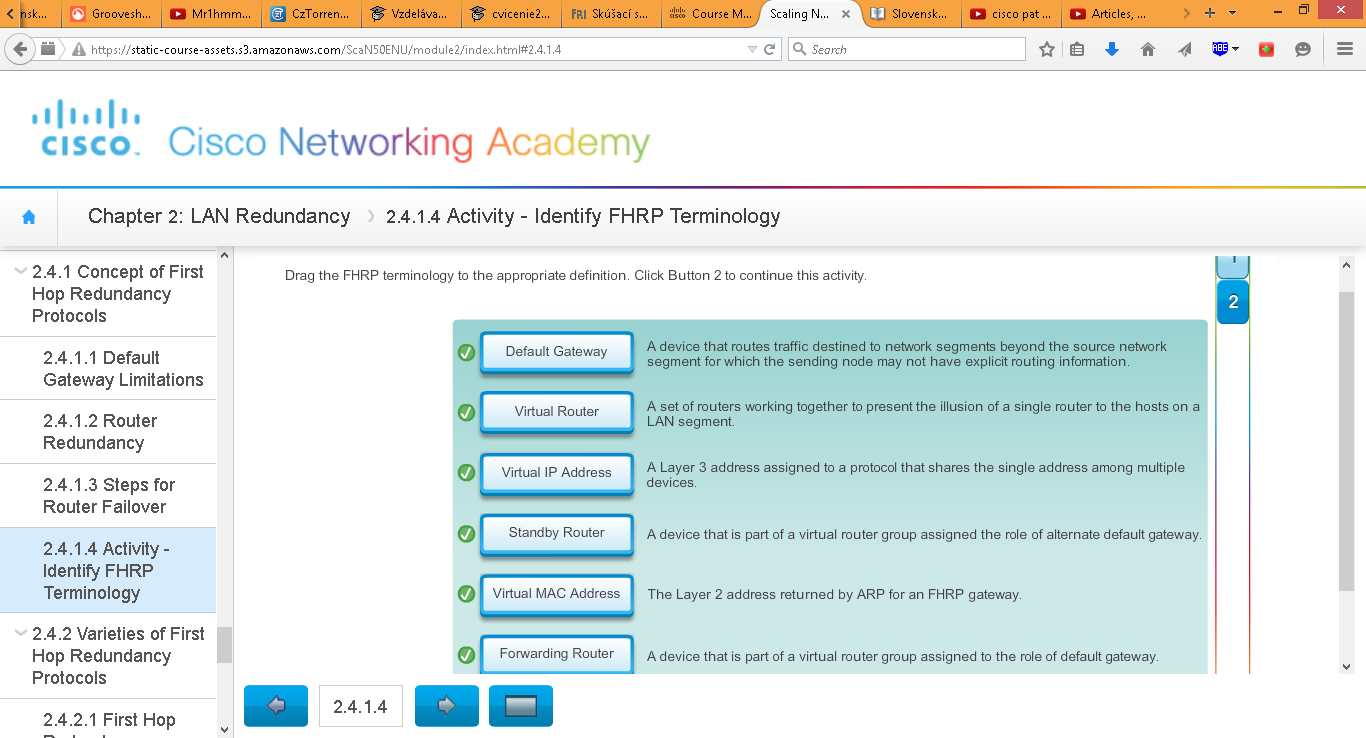 nsk...
Groovesh...
Mr1hmm...
CzTorren...
Vzdeláva...
cvicenie2...
FRI Skúšací s...
Course M...
Scaling N...
Slovensk...
cisco pat ...
Articles, ...
https://static-course-assets.s3.amazonaws.com/ScaN50ENU/module2/index.html#2.4.1.4
Search
ABE
CISCO.
Cisco Networking Academy
Chapter 2: LAN Redundancy
2.4.1.4 Activity - Identify FHRP Terminology
2.4.1 Concept of First
Hop Redundancy
Protocols
2.4.1.1 Default
Gateway Limitations
2.4.1.2 Router
Redundancy
2.4.1.3 Steps for
Router Failover
2.4.1.4 Activity -
Identify FHRP
Terminology
2.4.2 Varieties of First
Hop Redundancy
Protocols
2.4.2.1 First Hop
Drag the FHRP terminology to the appropriate definition. Click Button 2 to continue this activity.
1
2
Default Gateway
A device that routes traffic destined to network segments beyond the source network
segment for which the sending node may not have explicit routing information.
Virtual Router
A set of routers working together to present the illusion of a single router to the hosts on a
LAN segment.
Virtual IP Address
A Layer 3 address assigned to a protocol that shares the single address among multiple
devices.
Standby Router
A device that is part of a virtual router group assigned the role of alternate default gateway.
Virtual MAC Address
The Layer 2 address returned by ARP for an FHRP gateway.
Forwarding Router
A device that is part of a virtual router group assigned to the role of default gateway.
2.4.1.4